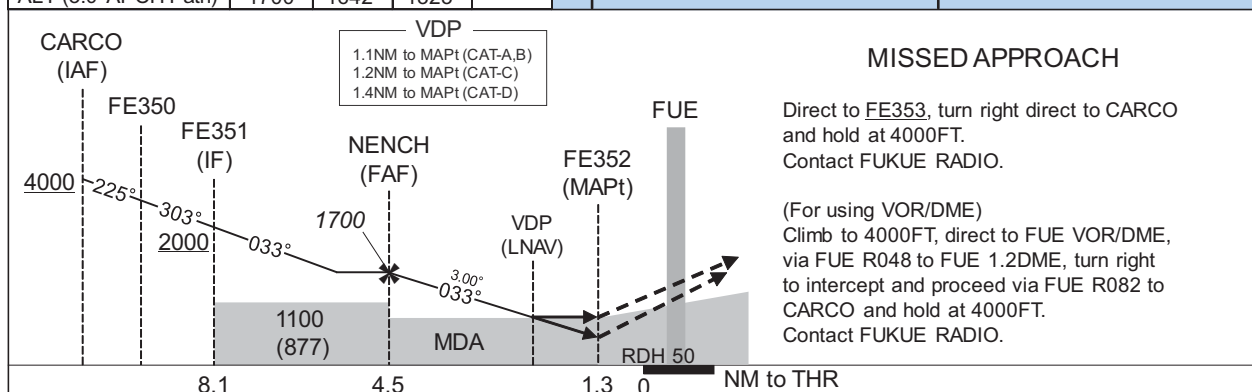 CARCO
(IAF)
FE350
FE351
(IF)
4000
225°
303°
2000
033°
VDP
1.1NM to MAPt (CAT-A,B)
1.2NM to MAPt (CAT-C)
1.4NM to MAPt (CAT-D)
NENCH
(FAF)
1700
3.00°
033°
VDP
(LNAV)
FE352
(MAPt)
FUE
1100
(877)
MDA
RDH 50
8.1 4.5 1.3 0 NM to THR
MISSED APPROACH
Direct to FE353, turn right direct to CARCO
and hold at 4000FT.
Contact FUKUE RADIO.
(For using VOR/DME)
Climb to 4000FT, direct to FUE VOR/DME,
via FUE R048 to FUE 1.2DME, turn right
to intercept and proceed via FUE R082 to
CARCO and hold at 4000FT.
Contact FUKUE RADIO.